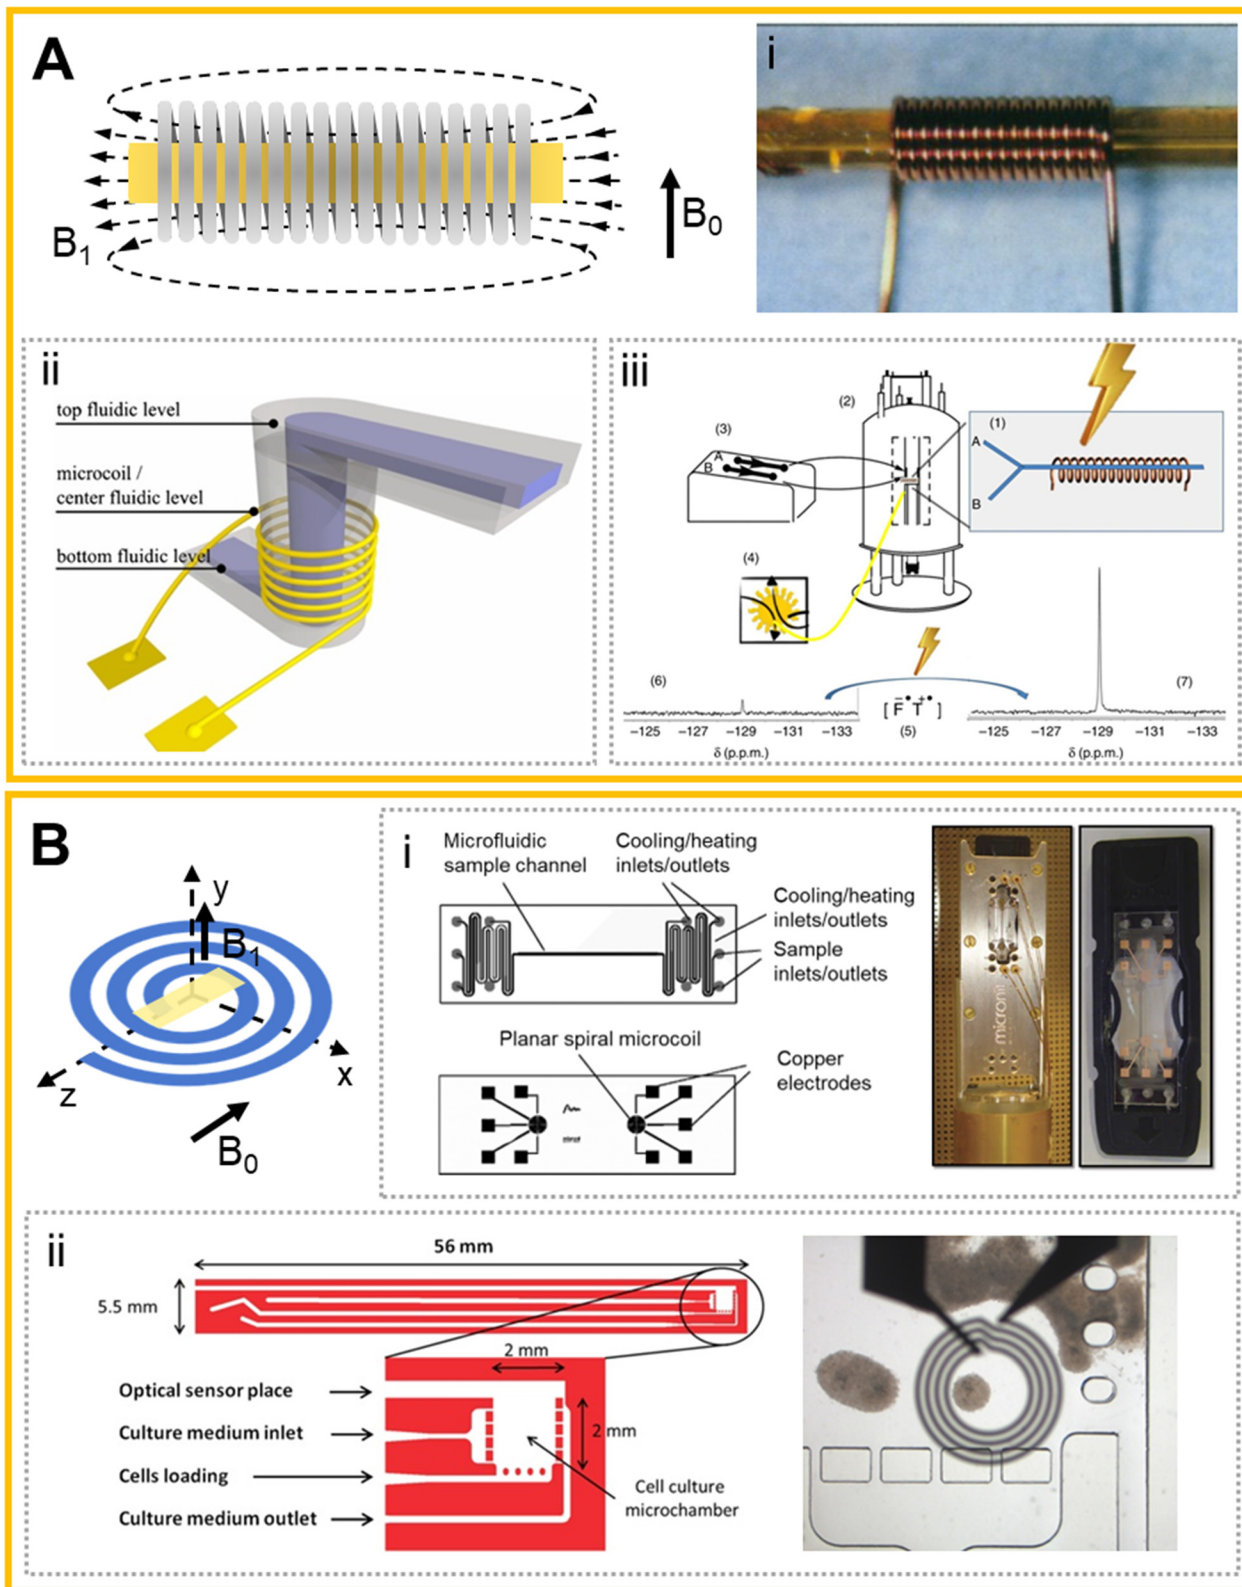 A
B₁
B₀
i
ii
top fluidic level
microcoil /
center fluidic level
bottom fluidic level
iii
(1)
A
B
(2)
(3)
A
B
(4)
(5)
[F̄•T̄⁺•]
(6)
−125 −127 −129 −131 −133
δ (p.p.m.)
(7)
−125 −127 −129 −131 −133
δ (p.p.m.)
B
y
B₁
x
z
B₀
i
Microfluidic
sample channel
Cooling/heating
inlets/outlets
Cooling/heating
inlets/outlets
Sample
inlets/outlets
Planar spiral microcoil
Copper
electrodes
micronit
ii
56 mm
5.5 mm
2 mm
2 mm
Optical sensor place
Culture medium inlet
Cells loading
Culture medium outlet
Cell culture
microchamber